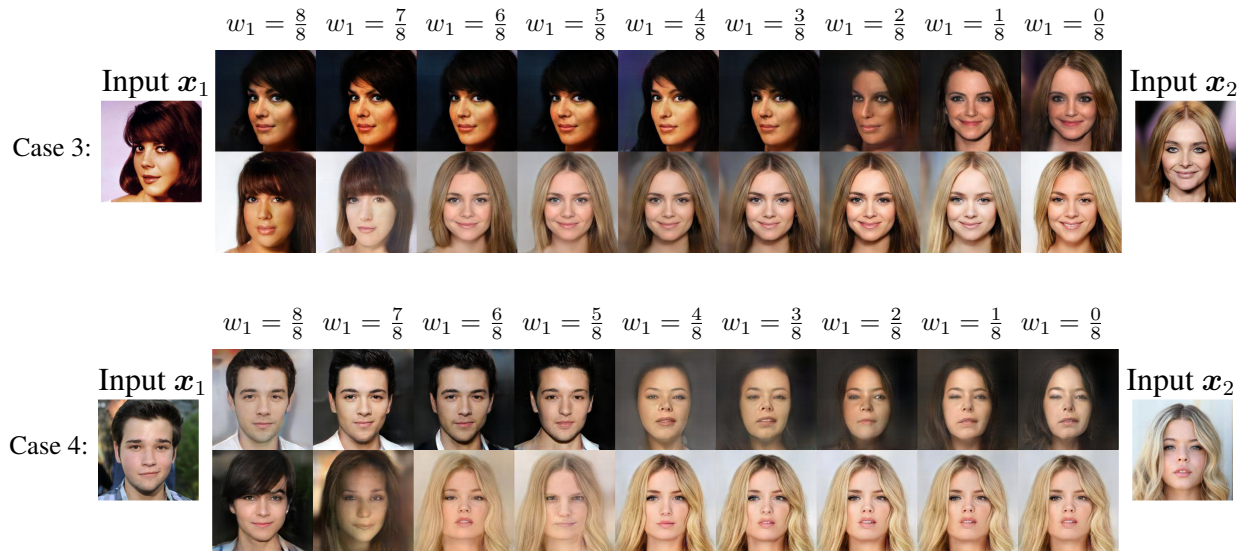 w₁ = 8/8 w₁ = 7/8 w₁ = 6/8 w₁ = 5/8 w₁ = 4/8 w₁ = 3/8 w₁ = 2/8 w₁ = 1/8 w₁ = 0/8
Input x₁
Input x₂
Case 3:
w₁ = 8/8 w₁ = 7/8 w₁ = 6/8 w₁ = 5/8 w₁ = 4/8 w₁ = 3/8 w₁ = 2/8 w₁ = 1/8 w₁ = 0/8
Input x₁
Input x₂
Case 4: